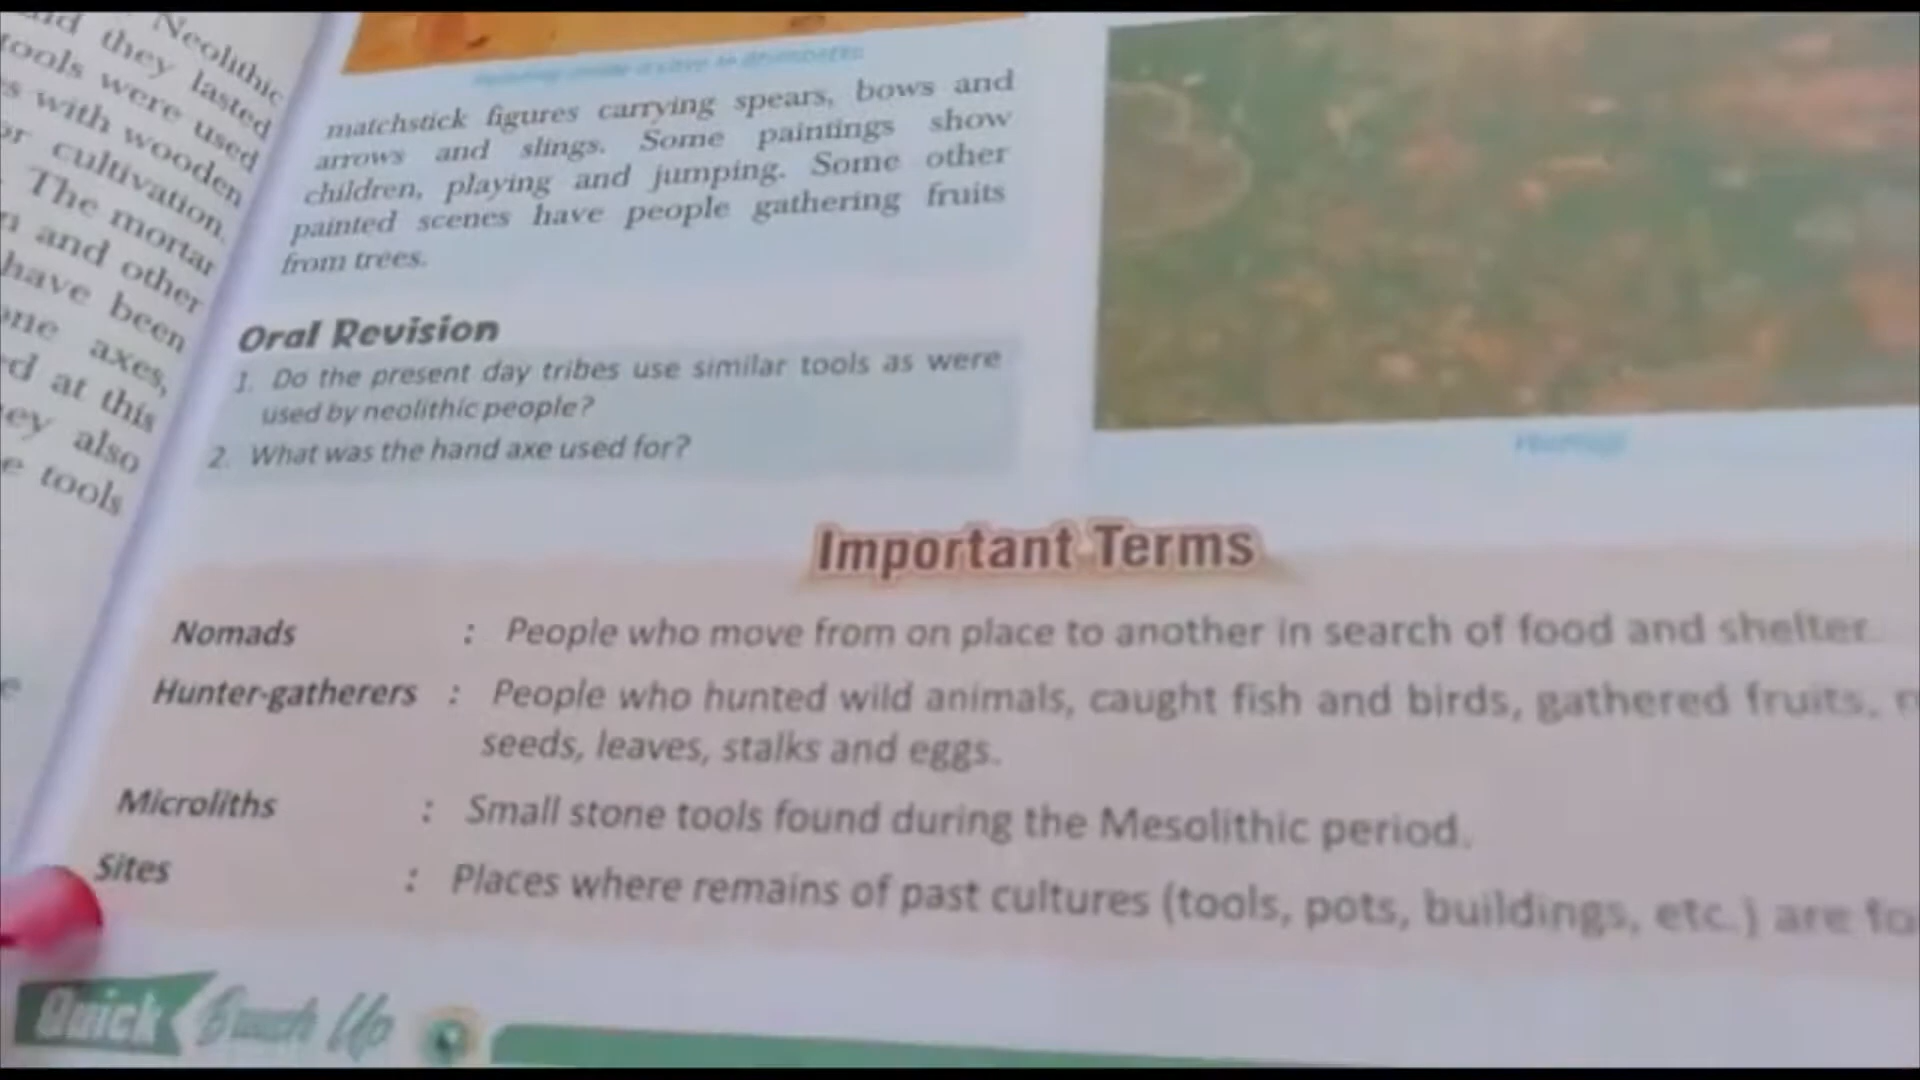 Neolithic
they lasted
tools were used
with wooden
cultivation.
The mortar
and other
have been
axes,
at this
also
tools
matchstick figures carrying spears, bows and
arrows and slings. Some paintings show
children, playing and jumping. Some other
painted scenes have people gathering fruits
from trees.
Oral Revision
1. Do the present day tribes use similar tools as were
used by neolithic people?
2. What was the hand axe used for?
Important Terms
Nomads : People who move from on place to another in search of food and shelter.
Hunter-gatherers : People who hunted wild animals, caught fish and birds, gathered fruits,
seeds, leaves, stalks and eggs.
Microliths : Small stone tools found during the Mesolithic period.
Sites : Places where remains of past cultures (tools, pots, buildings, etc.) are
Quick Brush Up